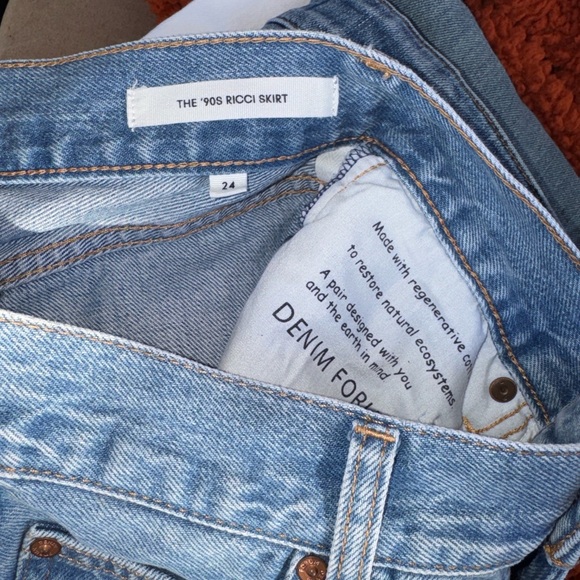 THE '90S RICCI SKIRT
24
Made with regenerative
to restore natural ecosystems
A pair designed with you
and the earth in mind
DENIM